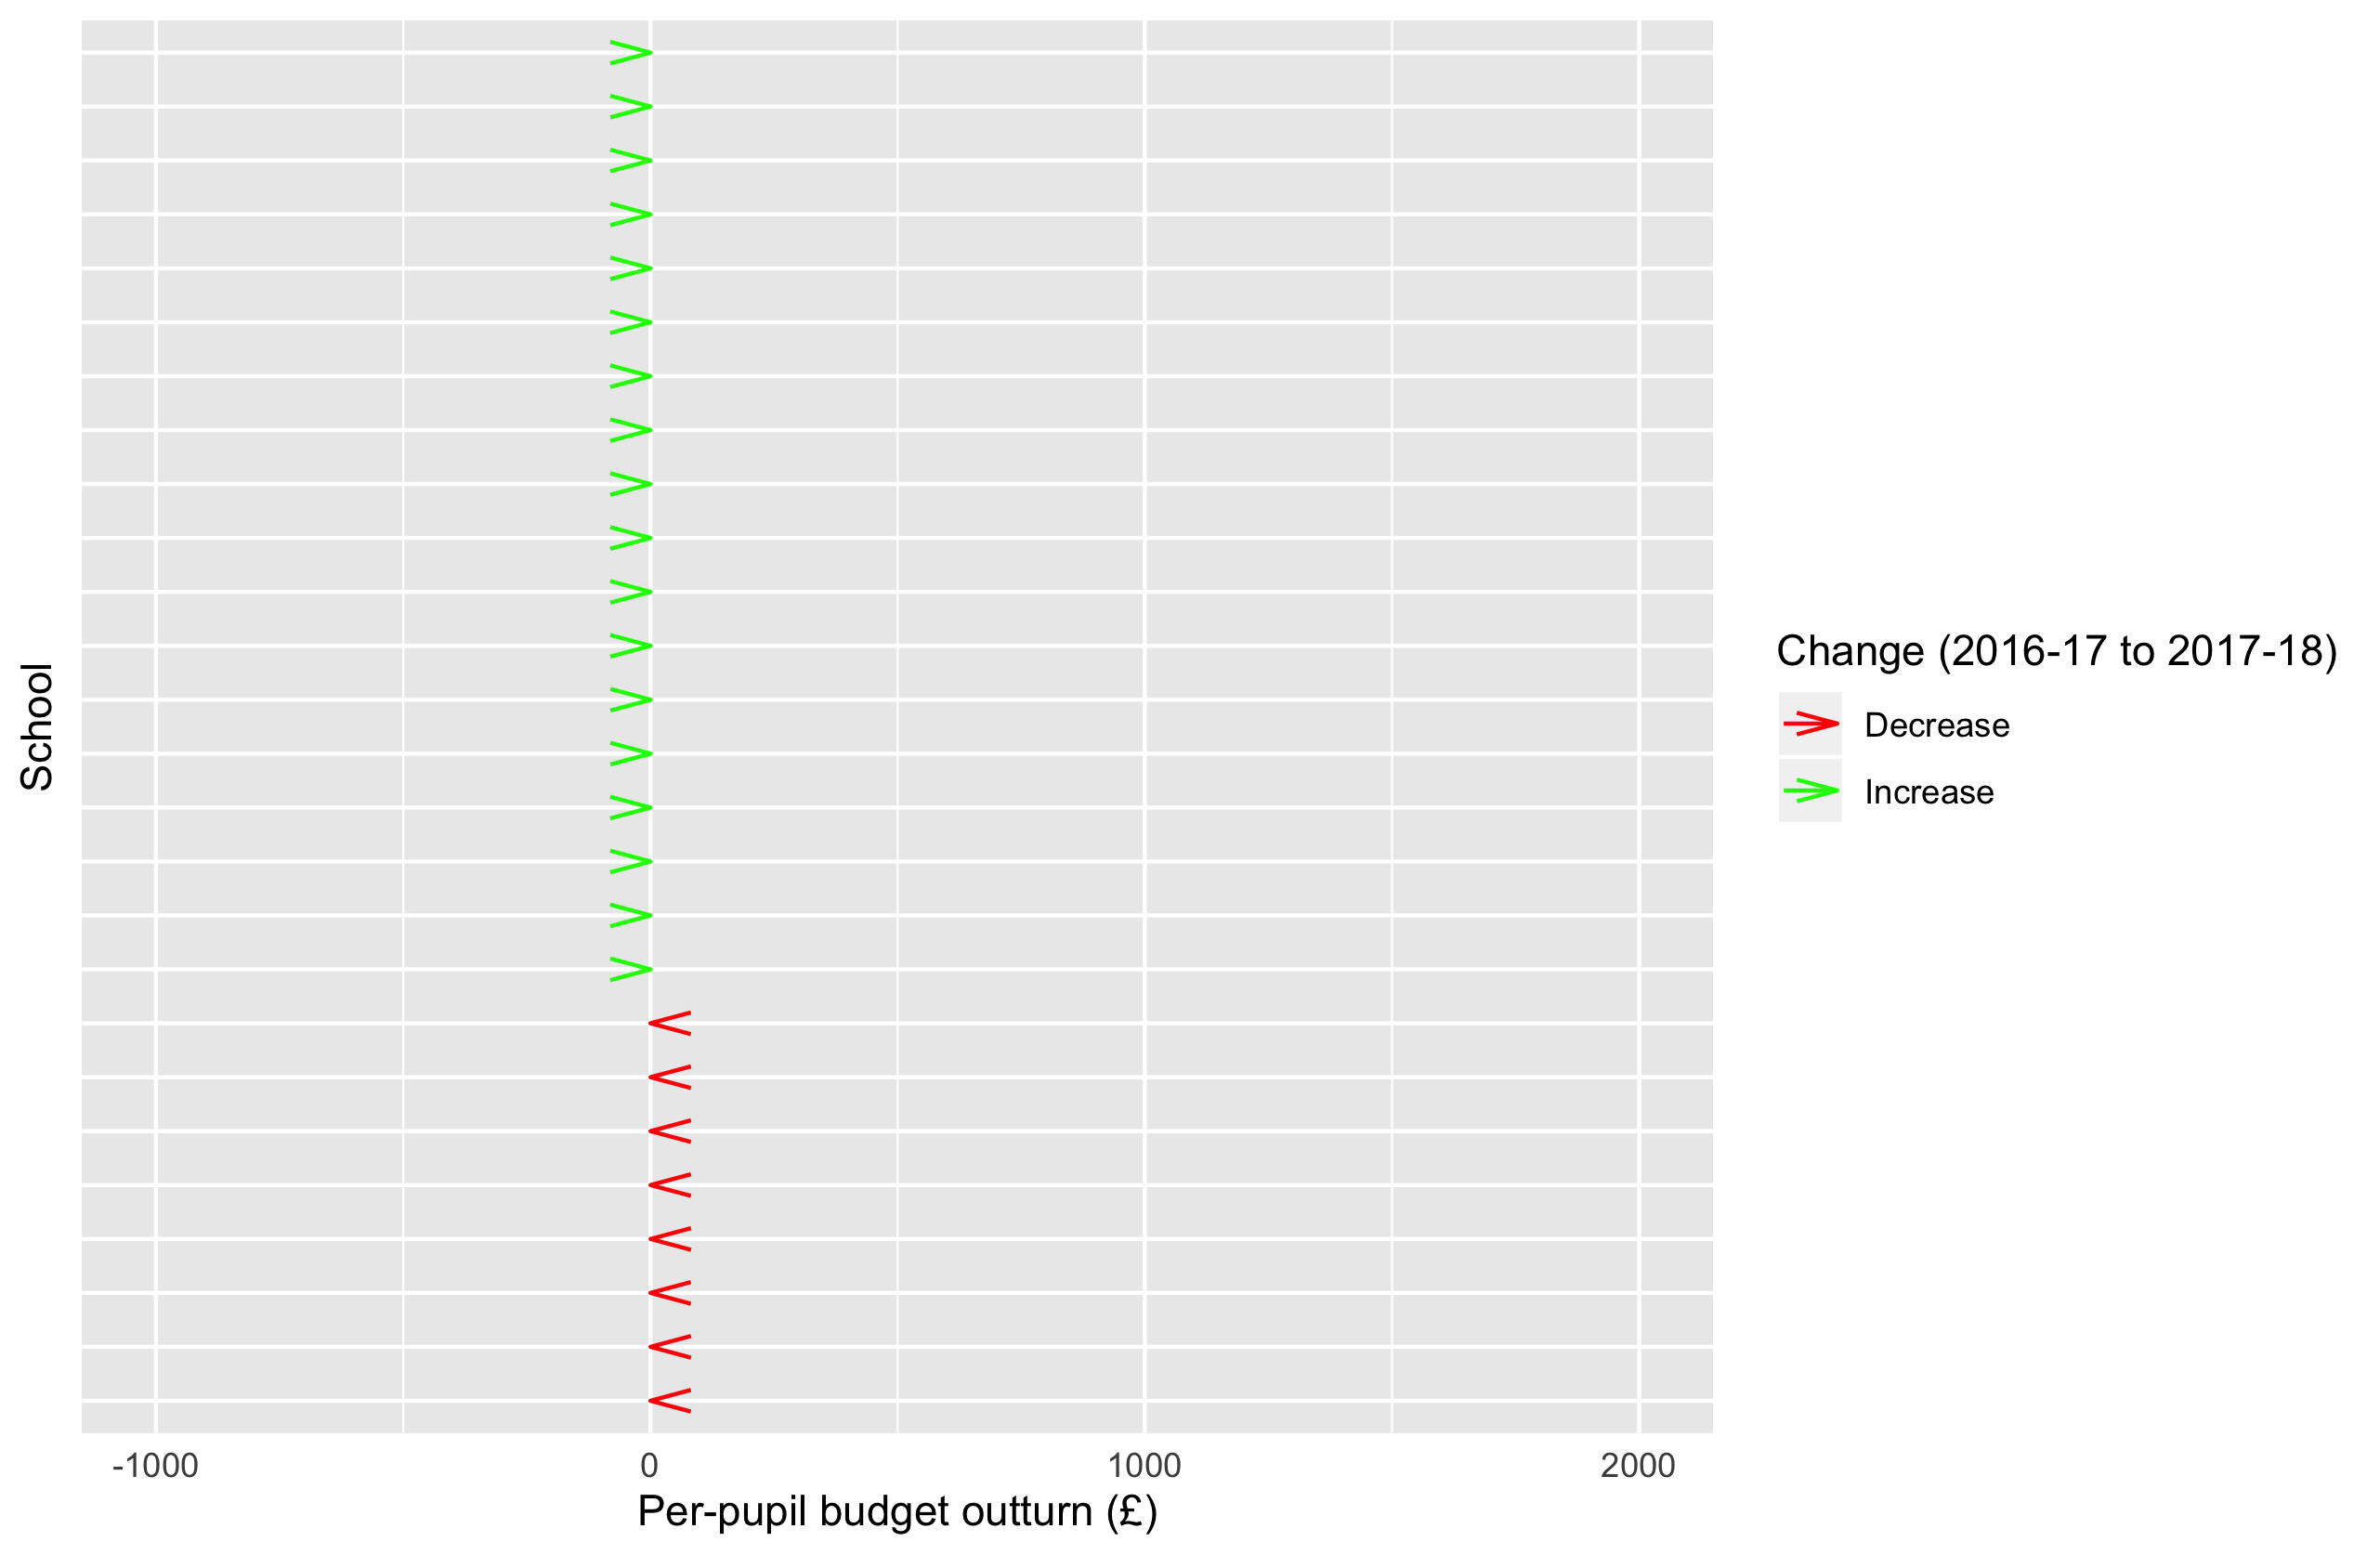 School
-1000
0
1000
2000
Per-pupil budget outturn (£)
Change (2016-17 to 2017-18)
Decrease
Increase